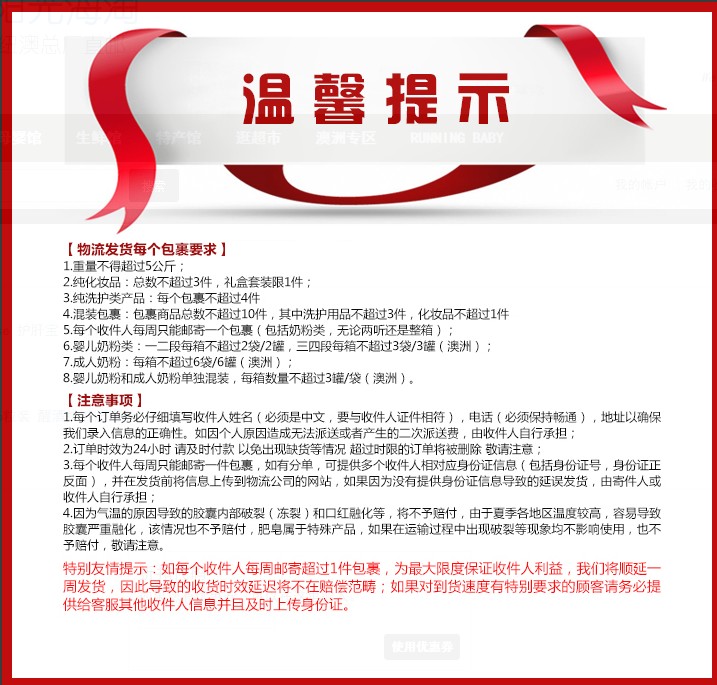 温馨提示
母婴馆 生鲜馆 特产馆 逛超市 澳洲专区 RUNNING BABY
【 物流发货每个包裹要求 】
1.重量不得超过5公斤；
2.纯化妆品：总数不超过3件，礼盒套装限1件；
3.纯洗护类产品：每个包裹不超过4件
4.混装包裹：包裹商品总数不超过10件，其中洗护用品不超过3件，化妆品不超过1件
5.每个收件人每周只能邮寄一个包裹（包括奶粉类，无论两听还是整箱）；
6.婴儿奶粉类：一二段每箱不超过2袋/2罐，三四段每箱不超过3袋/3罐（澳洲）；
7.成人奶粉：每箱不超过6袋/6罐（澳洲）；
8.婴儿奶粉和成人奶粉单独混装，每箱数量不超过3罐/袋（澳洲）。
【 注意事项 】
1.每个订单务必仔细填写收件人姓名（必须是中文，要与收件人证件相符），电话（必须保持畅通），地址以确保
我们录入信息的正确性。如因个人原因造成无法派送或者产生的二次派送费，由收件人自行承担；
2.订单时效为24小时 请及时付款 以免出现缺货等情况 超过时限的订单将被删除 敬请注意；
3.每个收件人每周只能邮寄一件包裹，如有分单，可提供多个收件人相对应身份证信息（包括身份证号，身份证正
反面），并在发货前将信息上传到物流公司的网站，如果因为没有提供身份证信息导致的延误发货，由寄件人或
收件人自行承担；
4.因为气温的原因导致的胶囊内部破裂（冻裂）和口红融化等，将不予赔付，由于夏季各地区温度较高，容易导致
胶囊严重融化，该情况也不予赔付，肥皂属于特殊产品，如果在运输过程中出现破裂等现象均不影响使用，也不
予赔付，敬请注意。
特别友情提示：如每个收件人每周邮寄超过1件包裹，为最大限度保证收件人利益，我们将顺延一
周发货，因此导致的收货时效延迟将不在赔偿范畴；如果对到货速度有特别要求的顾客请务必提
供给客服其他收件人信息并且及时上传身份证。
使用优惠券